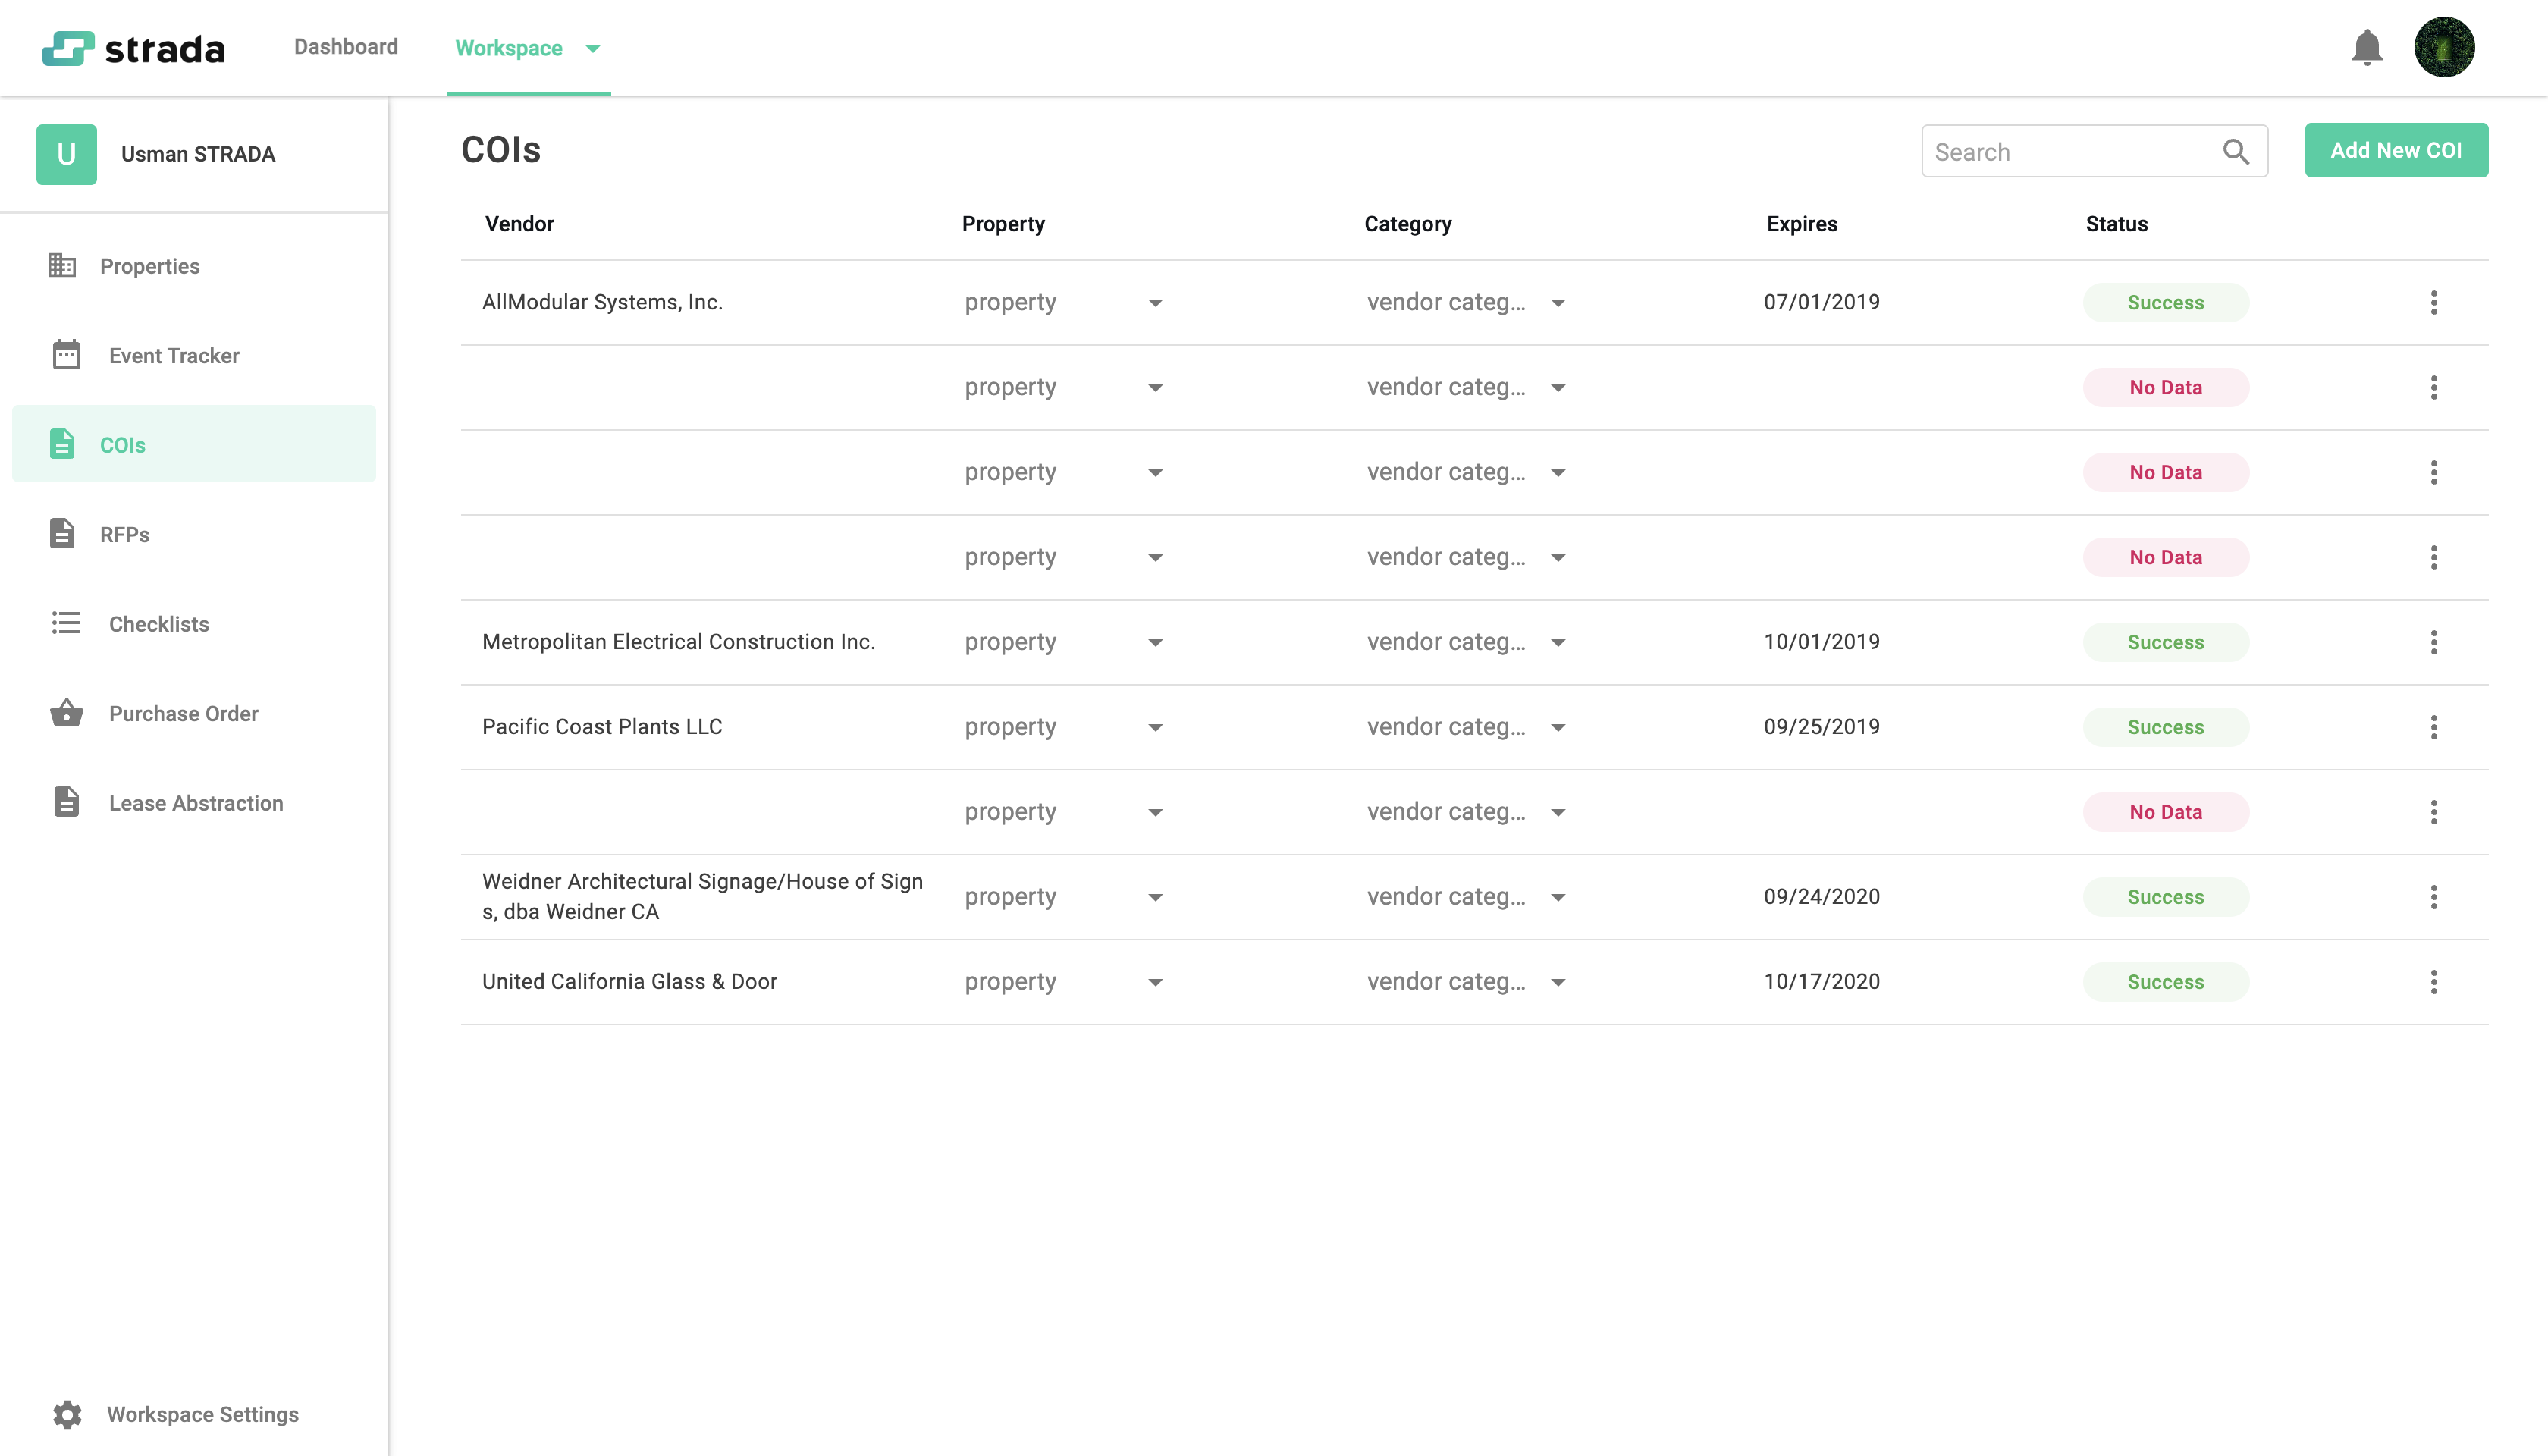 strada
Dashboard
Workspace
U
Usman STRADA
Properties
Event Tracker
COIs
RFPs
Checklists
Purchase Order
Lease Abstraction
Workspace Settings
COIs
Search
Add New COI
Vendor Property Category Expires Status
AllModular Systems, Inc. property vendor categ... 07/01/2019 Success
property vendor categ... No Data
property vendor categ... No Data
property vendor categ... No Data
Metropolitan Electrical Construction Inc. property vendor categ... 10/01/2019 Success
Pacific Coast Plants LLC property vendor categ... 09/25/2019 Success
property vendor categ... No Data
Weidner Architectural Signage/House of Sign
s, dba Weidner CA property vendor categ... 09/24/2020 Success
United California Glass & Door property vendor categ... 10/17/2020 Success